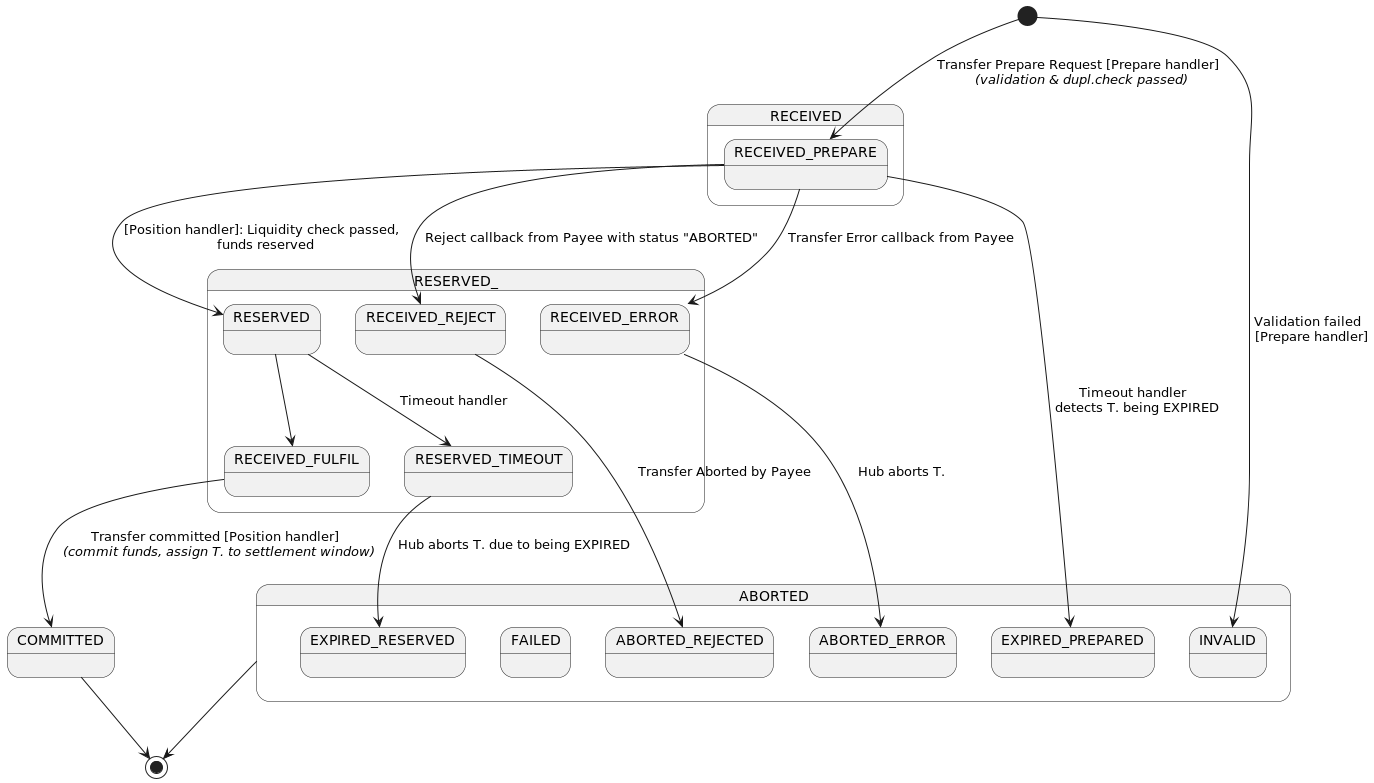 Transfer Prepare Request [Prepare handler]
(validation & dupl.check passed)
RECEIVED
RECEIVED_PREPARE
[Position handler]: Liquidity check passed,
funds reserved
Reject callback from Payee with status "ABORTED"
Transfer Error callback from Payee
RESERVED_
RESERVED
RECEIVED_REJECT
RECEIVED_ERROR
Validation failed
[Prepare handler]
Timeout handler
Timeout handler
detects T. being EXPIRED
RECEIVED_FULFIL
RESERVED_TIMEOUT
Transfer Aborted by Payee
Hub aborts T.
Transfer committed [Position handler]
(commit funds, assign T. to settlement window)
Hub aborts T. due to being EXPIRED
ABORTED
COMMITTED
EXPIRED_RESERVED
FAILED
ABORTED_REJECTED
ABORTED_ERROR
EXPIRED_PREPARED
INVALID